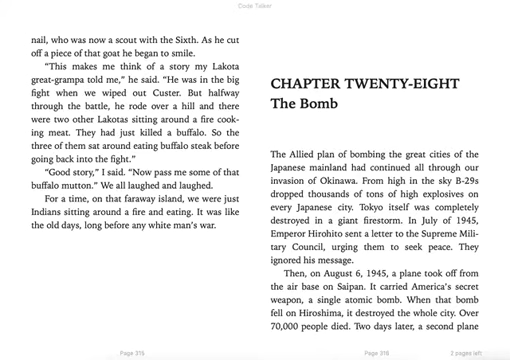 Code Talker
nail, who was now a scout with the Sixth. As he cut
off a piece of that goat he began to smile.
“This makes me think of a story my Lakota
great-grampa told me,” he said. “He was in the big
fight when we wiped out Custer. But halfway
through the battle, he rode over a hill and there
were two other Lakotas sitting around a fire cook-
ing meat. They had just killed a buffalo. So the
three of them sat around eating buffalo steak before
going back into the fight.”
“Good story,” I said. “Now pass me some of that
buffalo mutton.” We all laughed and laughed.
For a time, on that faraway island, we were just
Indians sitting around a fire and eating. It was like
the old days, long before any white man’s war.
Page 315
CHAPTER TWENTY-EIGHT
The Bomb
The Allied plan of bombing the great cities of the
Japanese mainland had continued all through our
invasion of Okinawa. From high in the sky B-29s
dropped thousands of tons of high explosives on
every Japanese city. Tokyo itself was completely
destroyed in a giant firestorm. In July of 1945,
Emperor Hirohito sent a letter to the Supreme Mili-
tary Council, urging them to seek peace. They
ignored his message.
Then, on August 6, 1945, a plane took off from
the air base on Saipan. It carried America’s secret
weapon, a single atomic bomb. When that bomb
fell on Hiroshima, it destroyed the whole city. Over
70,000 people died. Two days later, a second plane
Page 316
2 pages left